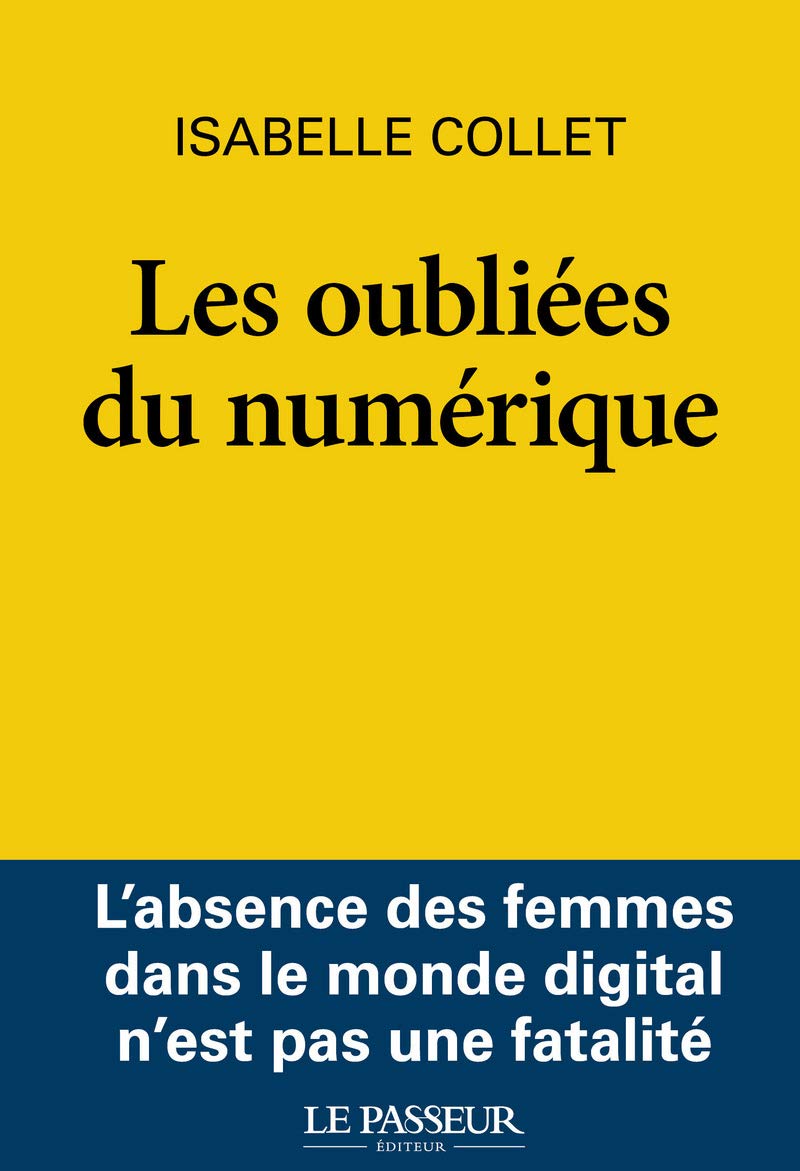 ISABELLE COLLET
Les oubliées
du numérique
L’absence des femmes
dans le monde digital
n’est pas une fatalité
LE PASSEUR
ÉDITEUR